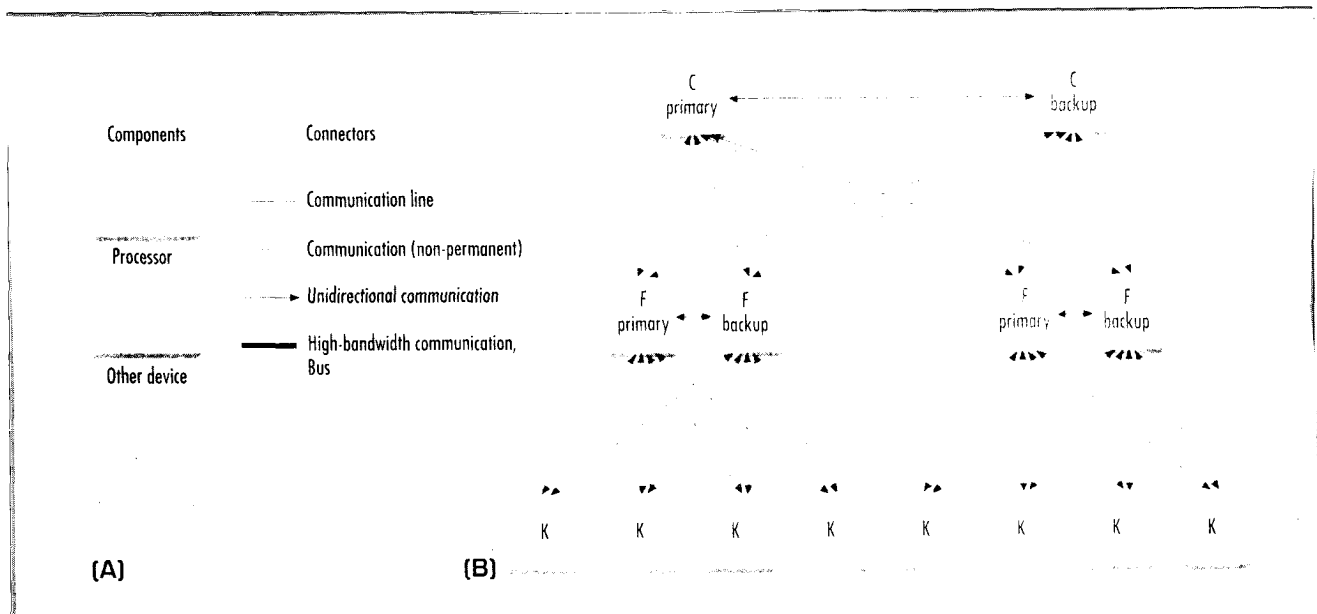 C
primary
C
backup
Components
Connectors
Communication line
Processor
Communication (non-permanent)
Unidirectional communication
High-bandwidth communication,
Bus
Other device
F
primary
F
backup
F
primary
F
backup
K K K K K K K K
(A)
(B)